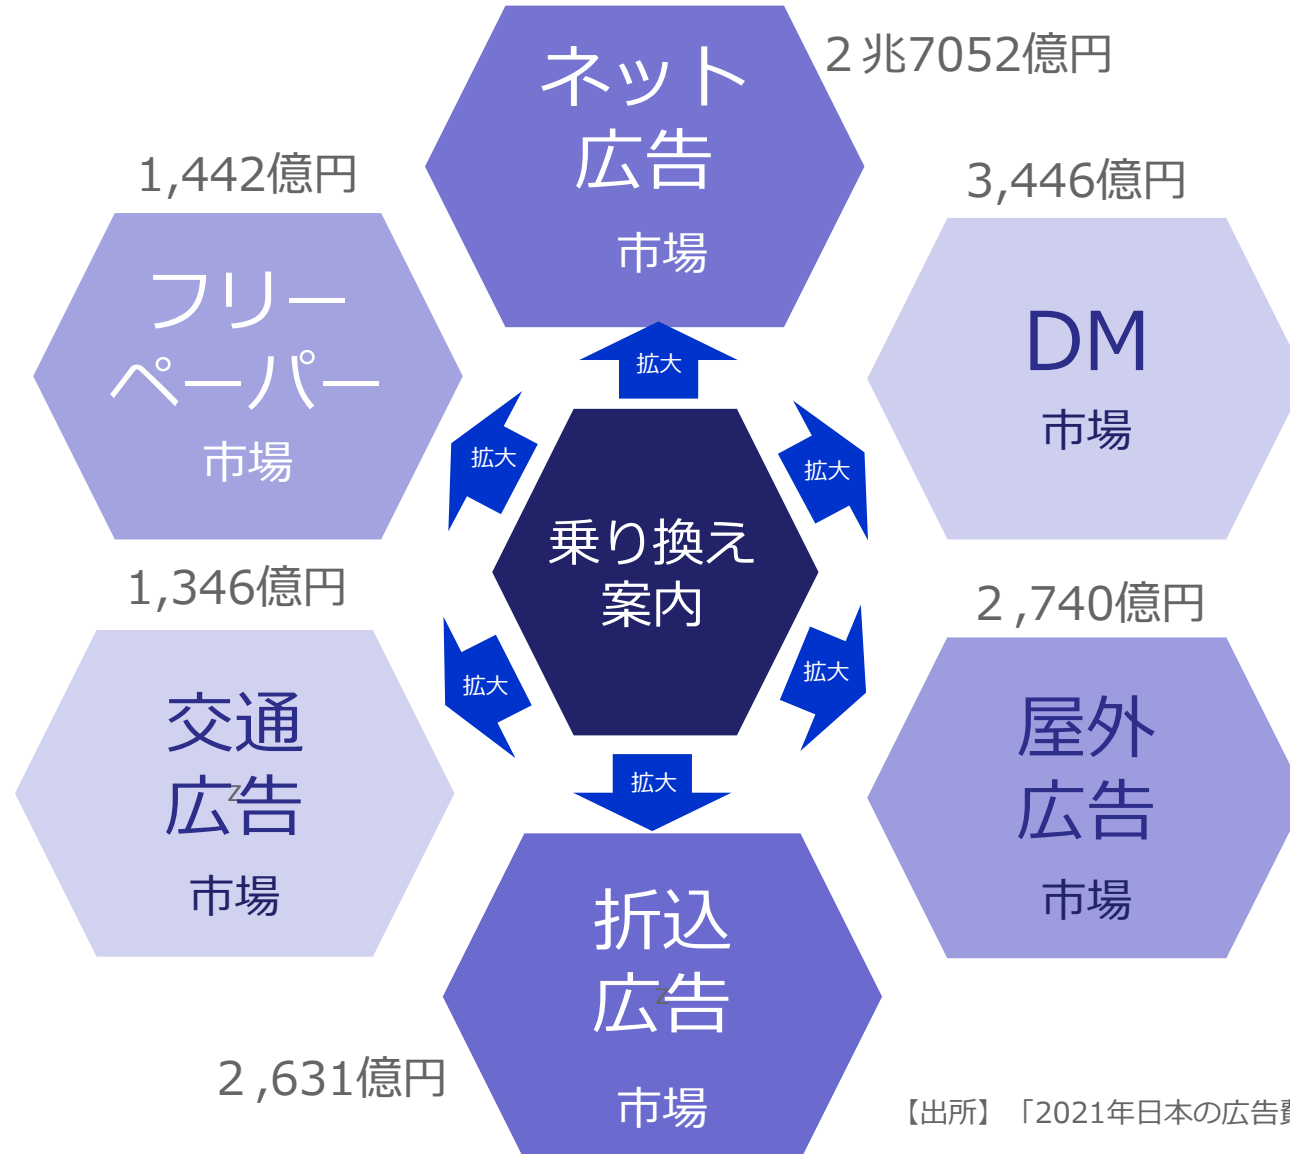 ２兆7052億円
ネット
広告
市場
1,442億円
フリー
ペーパー
市場
3,446億円
DM
市場
拡大
拡大
拡大
乗り換え
案内
拡大
拡大
拡大
1,346億円
交通
広告
z
市場
２,740億円
屋外
広告
市場
折込
広告
z
市場
２,631億円
【出所】「2021年日本の広告費